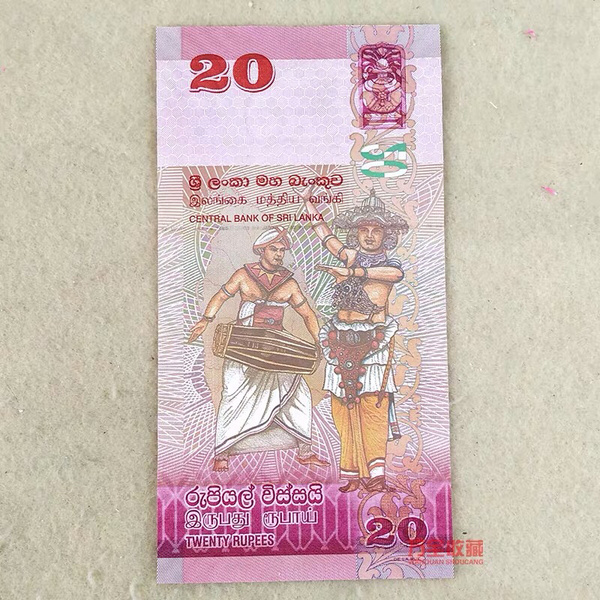 20
ශ්‍රී ලංකා මහ බැංකුව
இலங்கை மத்திய வங்கி
CENTRAL BANK OF SRI LANKA
රුපියල් විස්සයි
இருபது ரூபாய்
TWENTY RUPEES
20